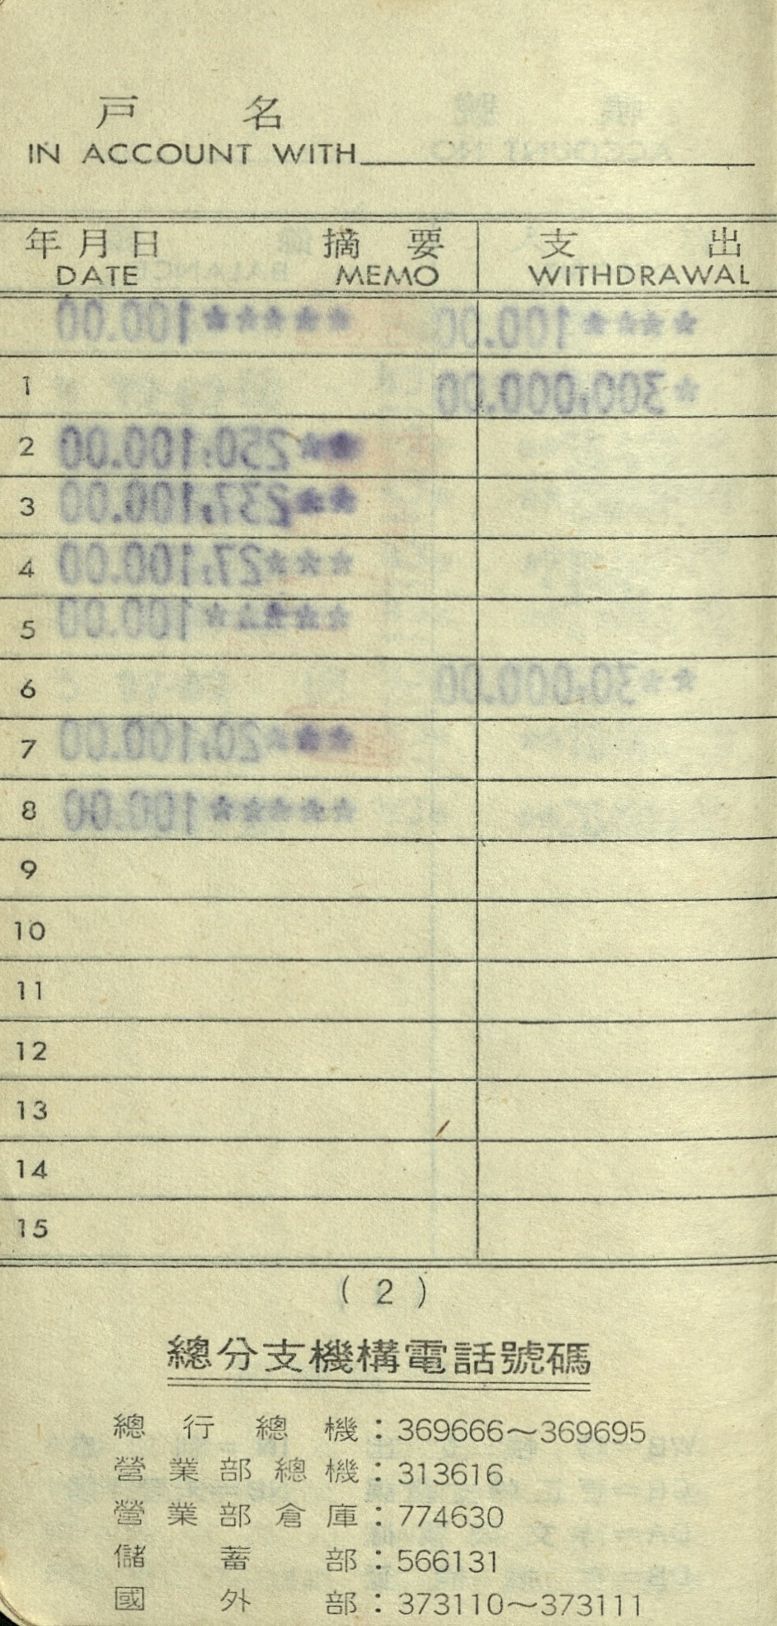 戶 名
IN ACCOUNT WITH
年月日 摘要 支出
DATE MEMO WITHDRAWAL
1
2
3
4
5
6
7
8
9
10
11
12
13
14
15
( 2 )
總分支機構電話號碼
總行總機：369666～369695
營業部總機：313616
營業部倉庫：774630
儲蓄部：566131
國外部：373110～373111